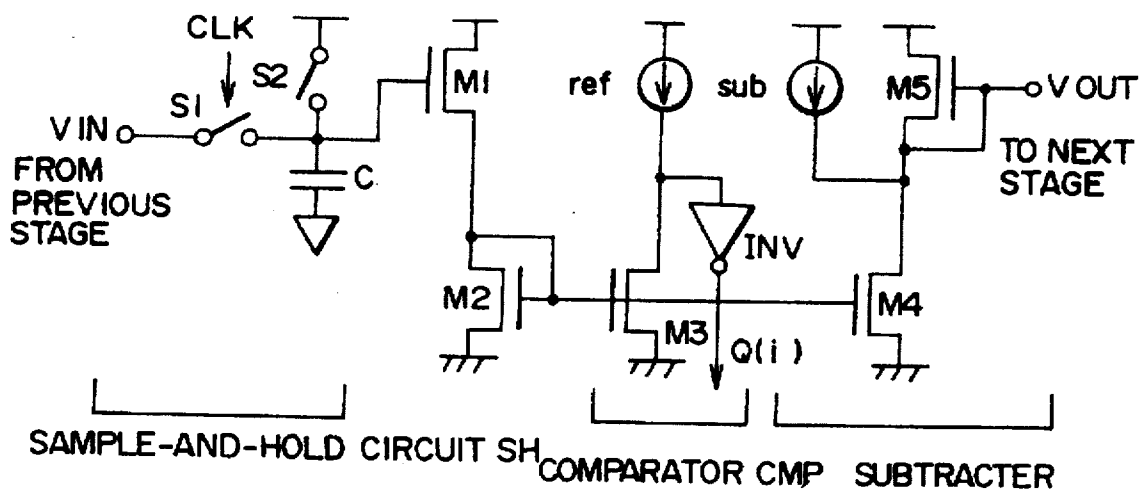 CLK
S2
S1
VIN
FROM
PREVIOUS
STAGE
C
M1
ref
sub
M5
V OUT
TO NEXT
STAGE
M2
INV
M3
Q(i)
M4
SAMPLE-AND-HOLD CIRCUIT SH
COMPARATOR CMP
SUBTRACTER